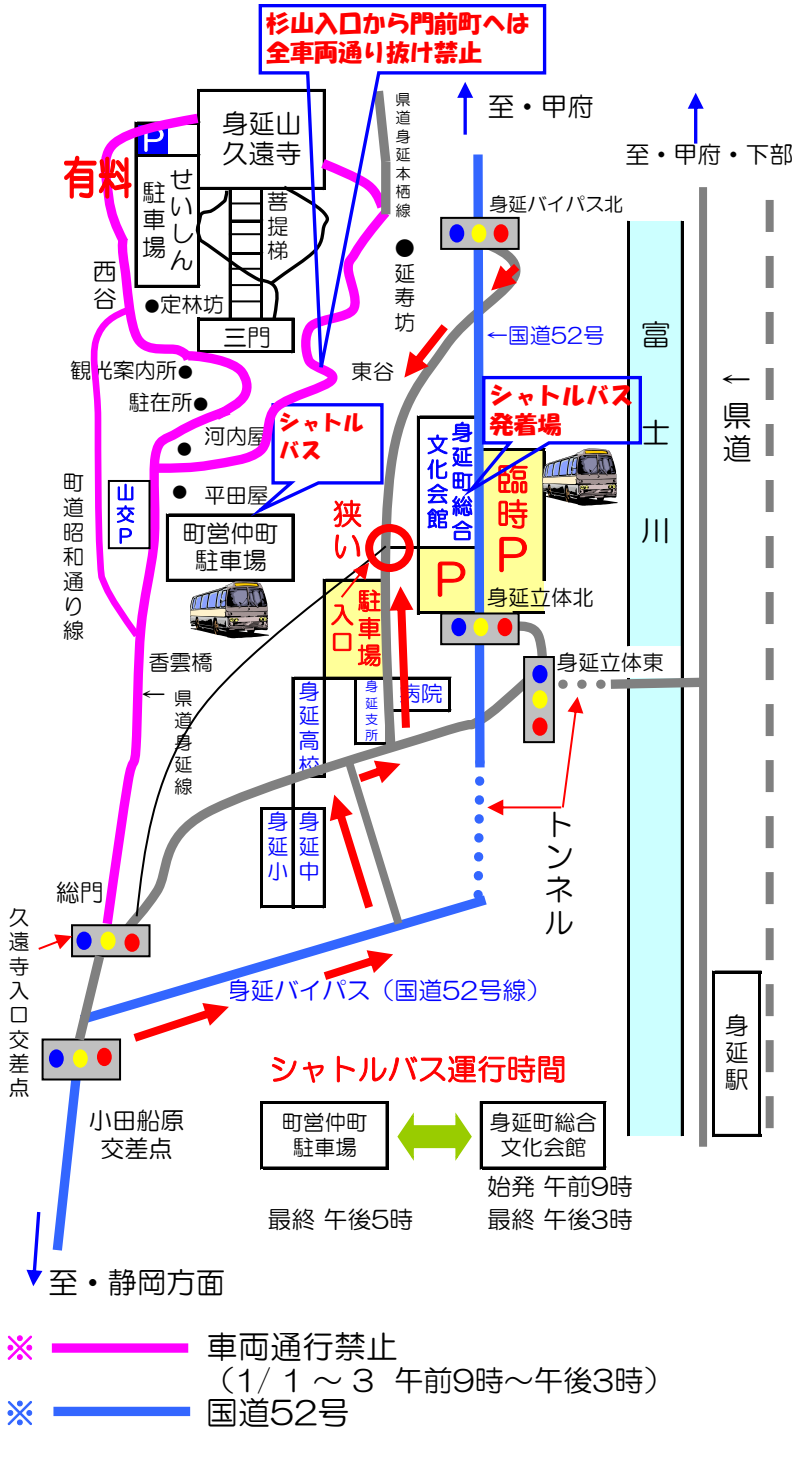 杉山入口から門前町へは
全車両通り抜け禁止
身延山
久遠寺
P
有料
せいしん
駐車場
菩提梯
三門
県道身延本栖線
至・甲府
至・甲府・下部
身延バイパス北
●延寿坊
西谷
●定林坊
←国道52号
富士川
←県道
観光案内所●
駐在所●
東谷
シャトルバス
発着場
シャトル
バス
河内屋
平田屋
町道昭和通り線
山交P
町営仲町
駐車場
狭い
身延町総合
文化会館
臨時P
P
駐車場
入口
身延立体北
身延立体東
香雲橋
←県道身延線
身延高校
身延支所
病院
身延小
身延中
トンネル
総門
久遠寺入口交差点
身延バイパス（国道52号線）
身延駅
小田船原
交差点
シャトルバス運行時間
町営仲町
駐車場
身延町総合
文化会館
始発 午前9時
最終 午後5時
最終 午後3時
至・静岡方面
※ 車両通行禁止
（1/1～3 午前9時～午後3時）
※ 国道52号